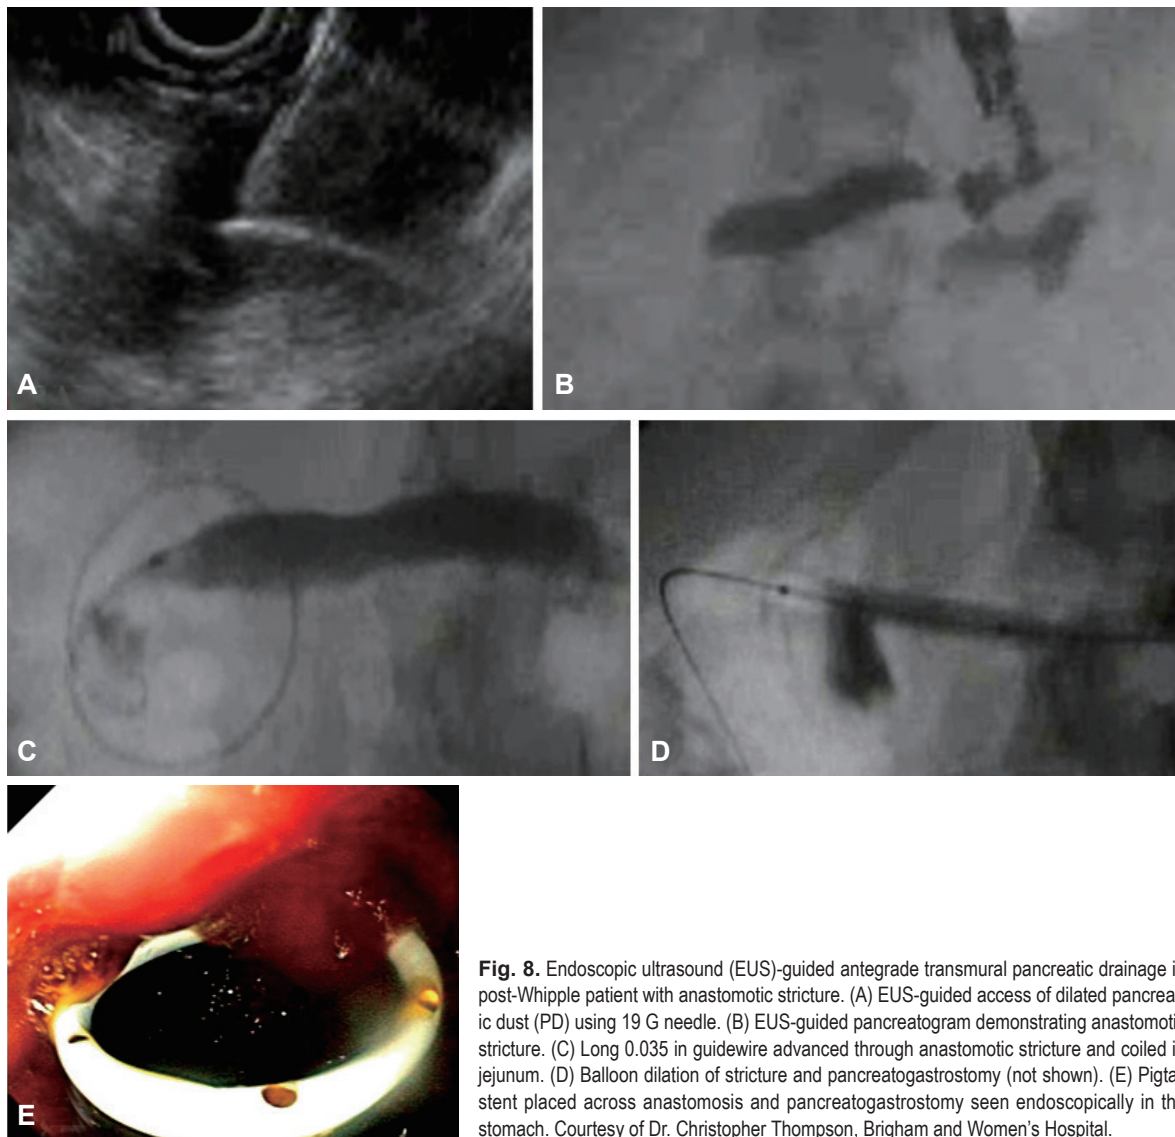 A
B
C
D
E
Fig. 8. Endoscopic ultrasound (EUS)-guided antegrade transmural pancreatic drainage i
post-Whipple patient with anastomotic stricture. (A) EUS-guided access of dilated pancrea
ic dust (PD) using 19 G needle. (B) EUS-guided pancreatogram demonstrating anastomoti
stricture. (C) Long 0.035 in guidewire advanced through anastomotic stricture and coiled i
jejunum. (D) Balloon dilation of stricture and pancreatogastrostomy (not shown). (E) Pigta
stent placed across anastomosis and pancreatogastrostomy seen endoscopically in th
stomach. Courtesy of Dr. Christopher Thompson, Brigham and Women's Hospital.